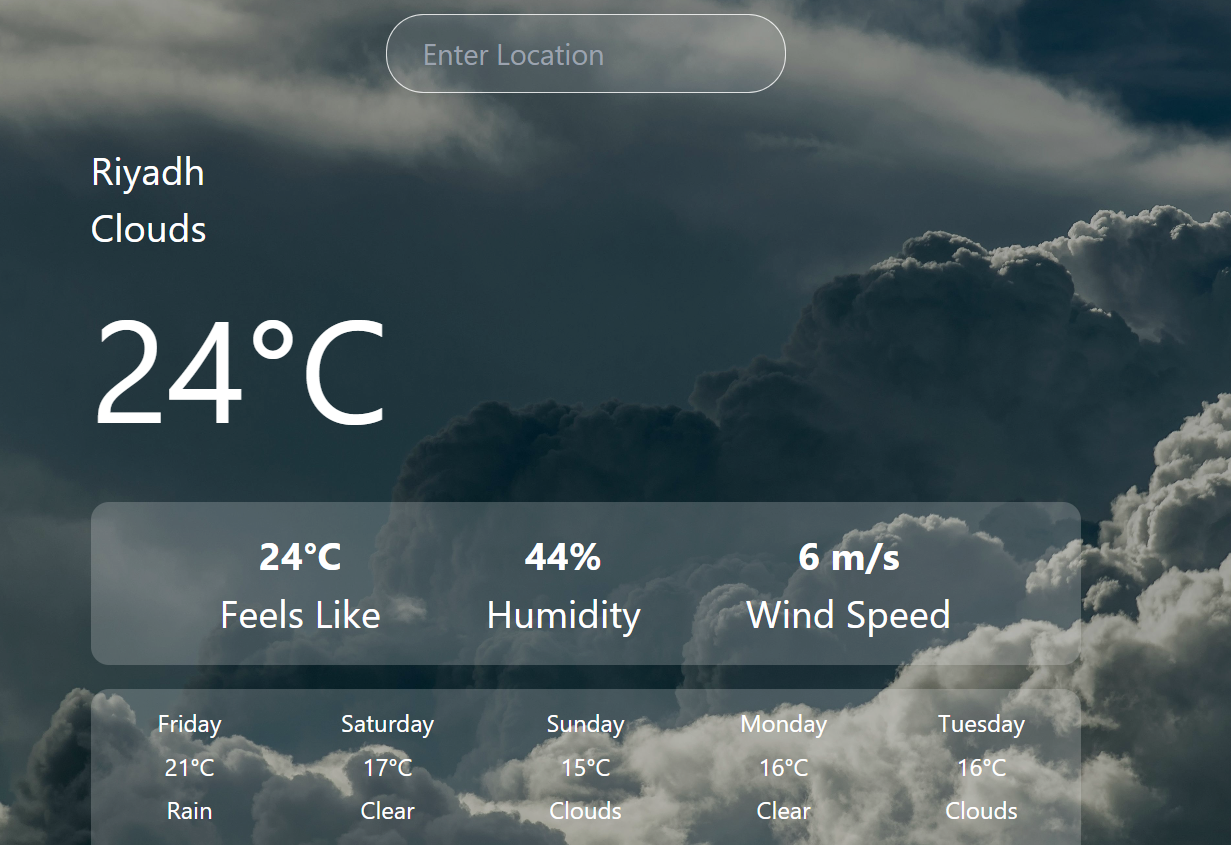 Enter Location
Riyadh
Clouds
24°C
24°C 44% 6 m/s
Feels Like Humidity Wind Speed
Friday Saturday Sunday Monday Tuesday
21°C 17°C 15°C 16°C 16°C
Rain Clear Clouds Clear Clouds